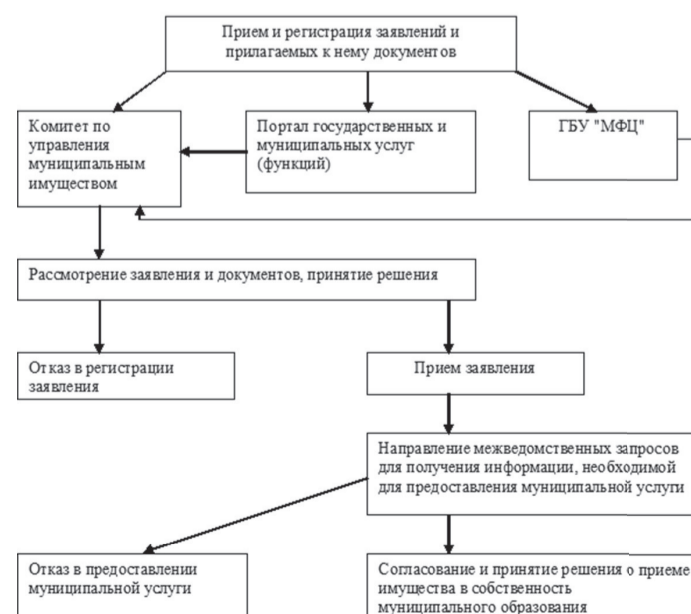 Прием и регистрация заявлений и
прилагаемых к нему документов
Комитет по
управления
муниципальным
имуществом
Портал государственных и
муниципальных услуг
(функций)
ГБУ "МФЦ"
Рассмотрение заявления и документов, принятие решения
Отказ в регистрации
заявления
Прием заявления
Направление межведомственных запросов
для получения информации, необходимой
для предоставления муниципальной услуги
Отказ в предоставлении
муниципальной услуги
Согласование и принятие решения о приеме
имущества в собственность
муниципального образования